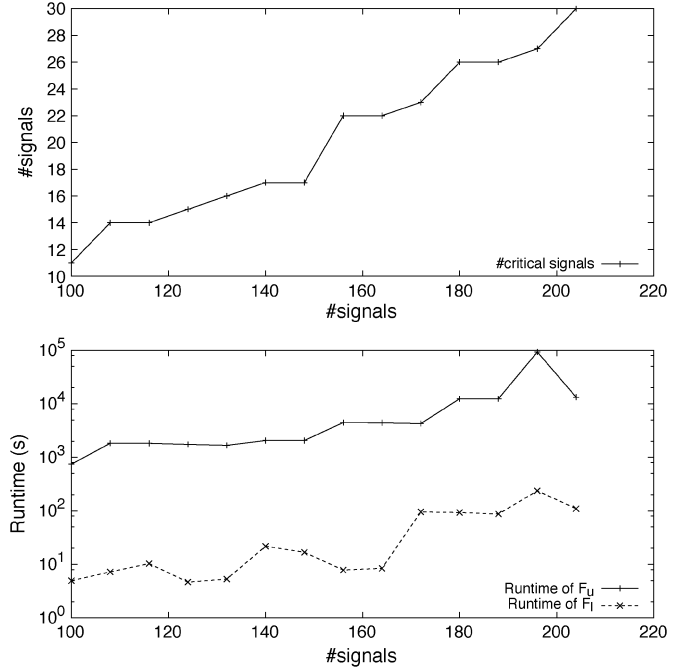 30
28
26
24
22
20
18
16
14
12
10
#signals
#critical signals
100 120 140 160 180 200 220
#signals
10^5
10^4
10^3
10^2
10^1
10^0
Runtime (s)
Runtime of F_u
Runtime of F_l
100 120 140 160 180 200 220
#signals